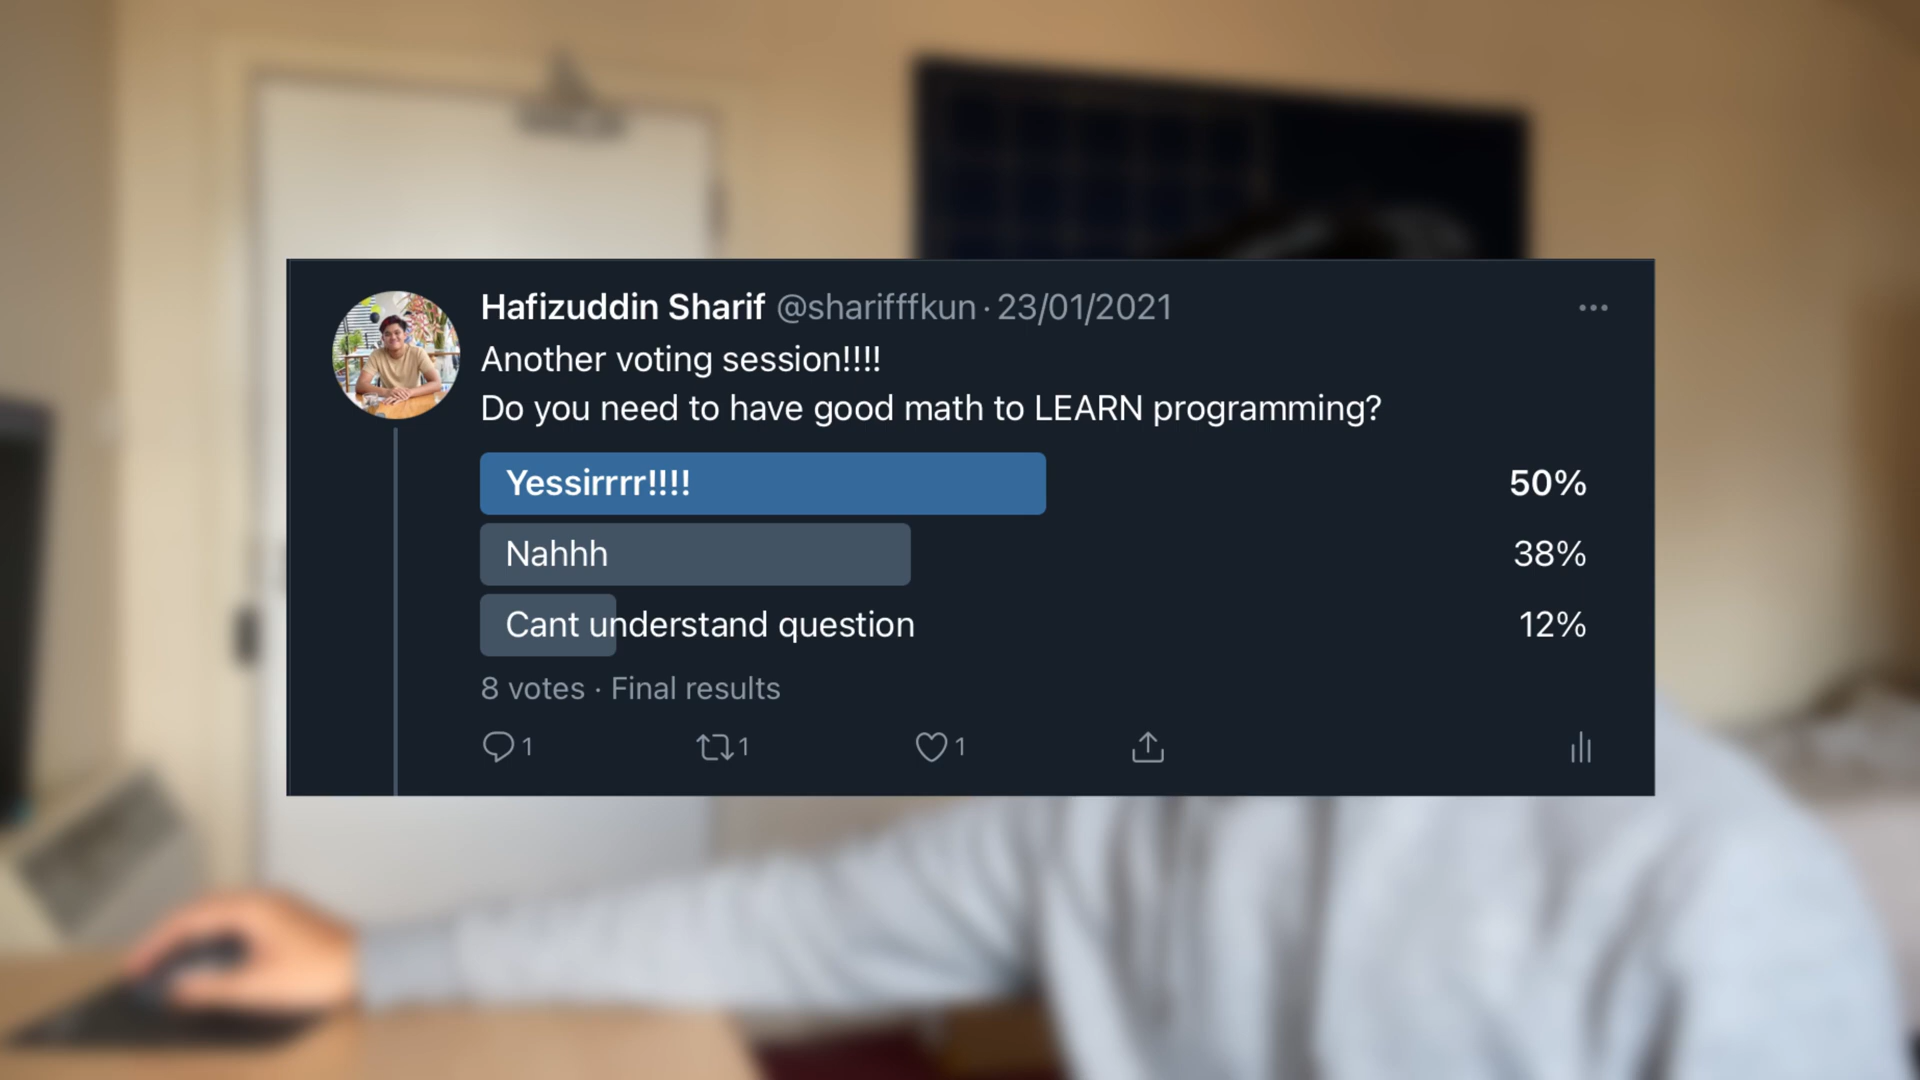 Hafizuddin Sharif @sharifffkun · 23/01/2021
Another voting session!!!!
Do you need to have good math to LEARN programming?
Yessirrrr!!!! 50%
Nahhh 38%
Cant understand question 12%
8 votes · Final results
1 1 1